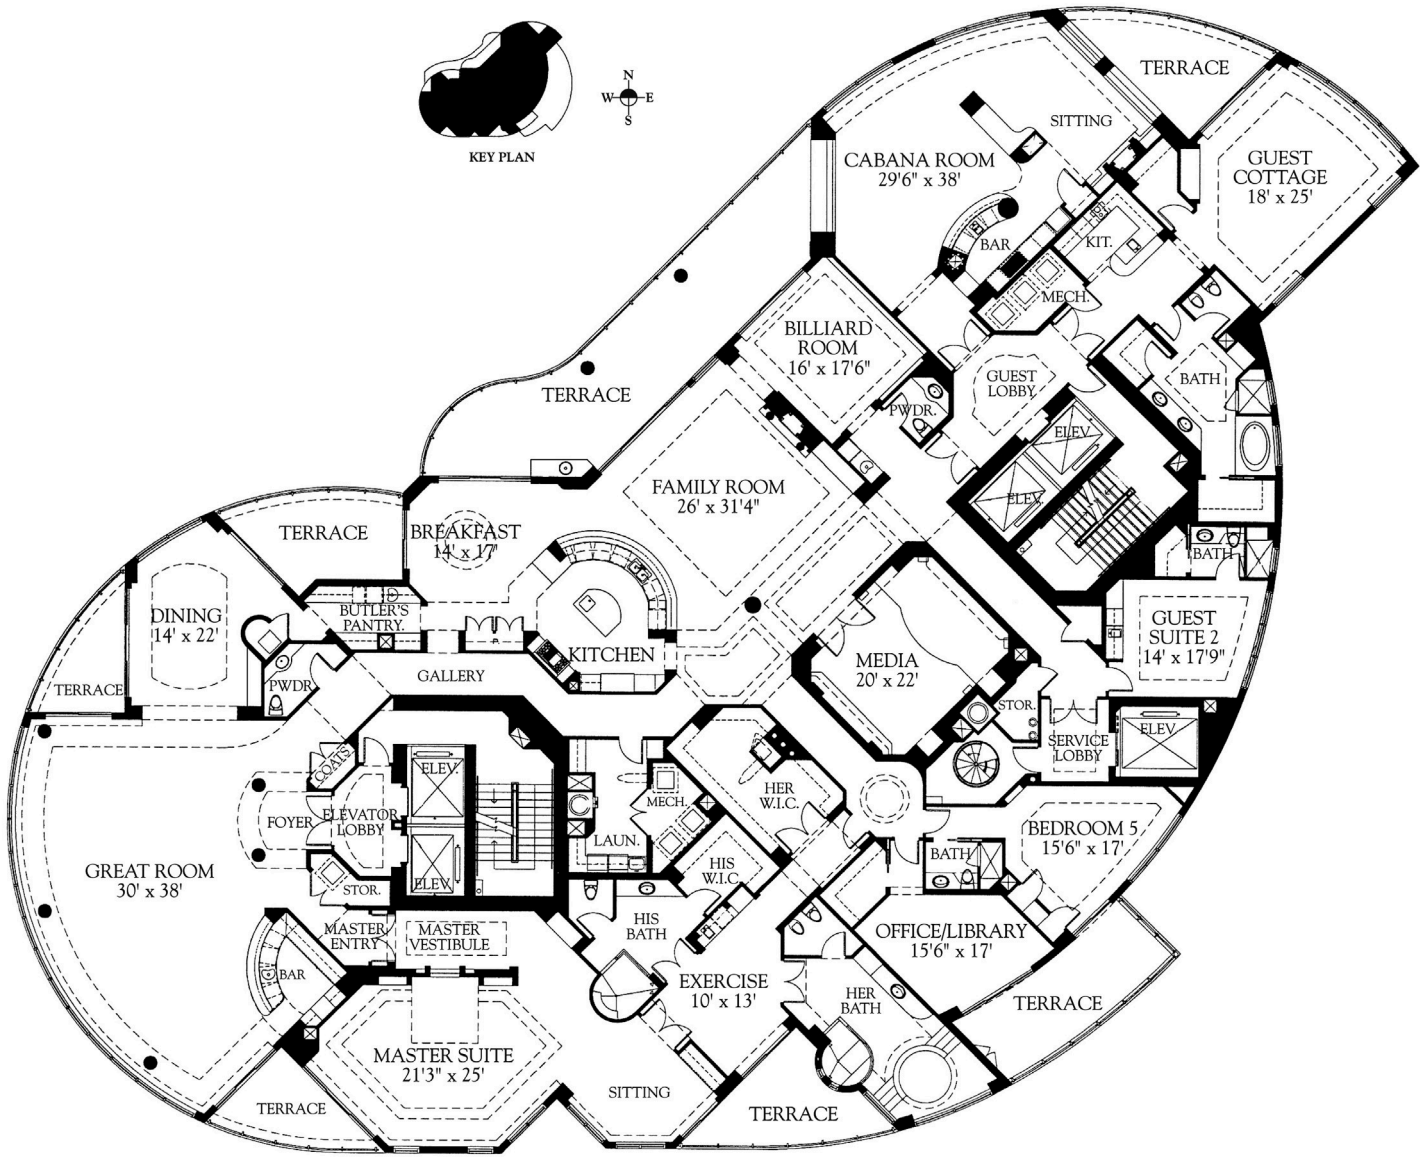 KEY PLAN
N
W E
S
TERRACE
SITTING
CABANA ROOM
29'6" x 38'
GUEST
COTTAGE
18' x 25'
BAR
KIT.
MECH.
BILLIARD
ROOM
16' x 17'6"
GUEST
LOBBY
BATH
TERRACE
PWDR.
ELEV.
ELEV.
FAMILY ROOM
26' x 31'4"
TERRACE
BREAKFAST
14' x 17'
BATH
DINING
14' x 22'
BUTLER'S
PANTRY.
KITCHEN
GUEST
SUITE 2
14' x 17'9"
MEDIA
20' x 22'
GALLERY
PWDR.
TERRACE
STOR.
SERVICE
LOBBY
ELEV.
COATS
ELEV.
MECH.
HER
W.I.C.
FOYER
ELEVATOR
LOBBY
LAUN.
BEDROOM 5
15'6" x 17'
BATH
GREAT ROOM
30' x 38'
STOR.
ELEV.
HIS
W.I.C.
MASTER
ENTRY
MASTER
VESTIBULE
HIS
BATH
OFFICE/LIBRARY
15'6" x 17'
BAR
EXERCISE
10' x 13'
HER
BATH
TERRACE
MASTER SUITE
21'3" x 25'
SITTING
TERRACE
TERRACE